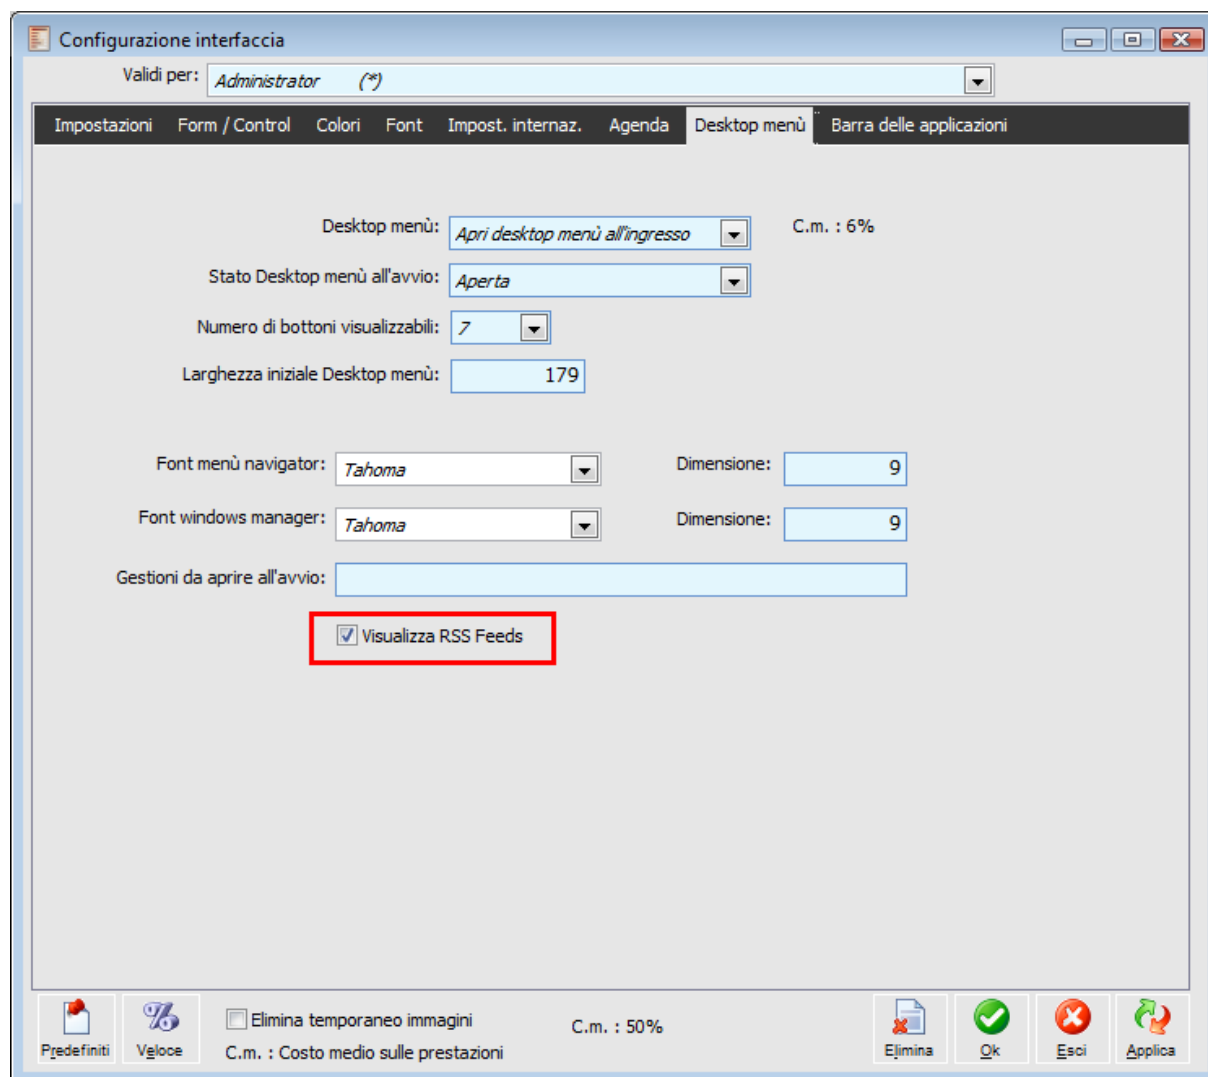 Configurazione interfaccia
Validi per: Administrator (*)
Impostazioni Form / Control Colori Font Impost. internaz. Agenda Desktop menù Barra delle applicazioni
Desktop menù: Apri desktop menù all'ingresso C.m. : 6%
Stato Desktop menù all'avvio: Aperta
Numero di bottoni visualizzabili: 7
Larghezza iniziale Desktop menù: 179
Font menù navigator: Tahoma Dimensione: 9
Font windows manager: Tahoma Dimensione: 9
Gestioni da aprire all'avvio:
Visualizza RSS Feeds
Elimina temporaneo immagini C.m. : 50%
C.m. : Costo medio sulle prestazioni
Predefiniti Veloce Elimina Ok Esci Applica